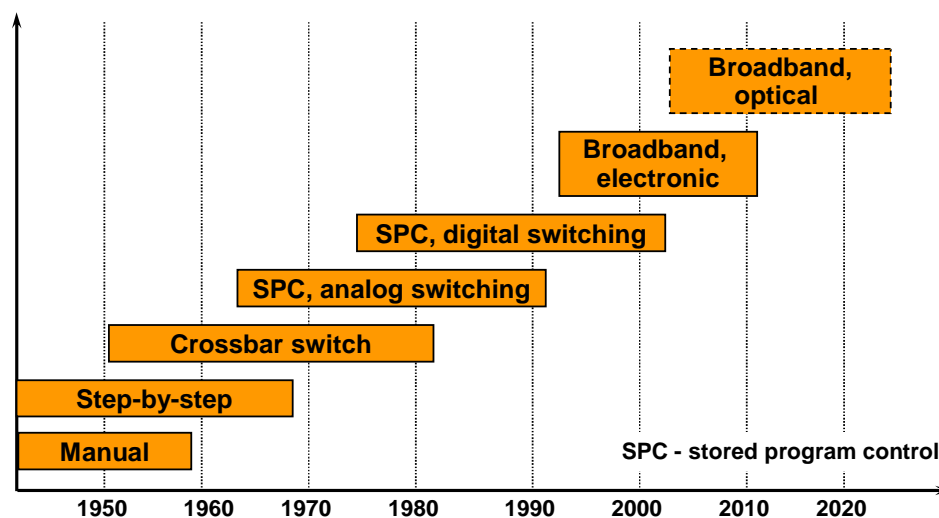 Broadband,
optical
Broadband,
electronic
SPC, digital switching
SPC, analog switching
Crossbar switch
Step-by-step
Manual
SPC - stored program control
1950 1960 1970 1980 1990 2000 2010 2020